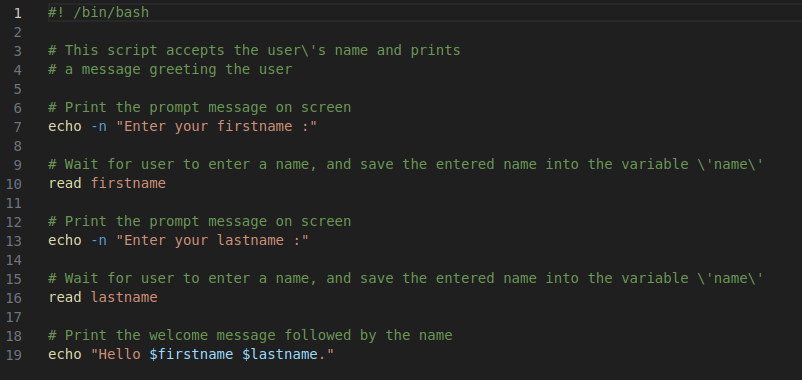 1 #! /bin/bash
2
3 # This script accepts the user\'s name and prints
4 # a message greeting the user
5
6 # Print the prompt message on screen
7 echo -n "Enter your firstname :"
8
9 # Wait for user to enter a name, and save the entered name into the variable \'name\'
10 read firstname
11
12 # Print the prompt message on screen
13 echo -n "Enter your lastname :"
14
15 # Wait for user to enter a name, and save the entered name into the variable \'name\'
16 read lastname
17
18 # Print the welcome message followed by the name
19 echo "Hello $firstname $lastname."